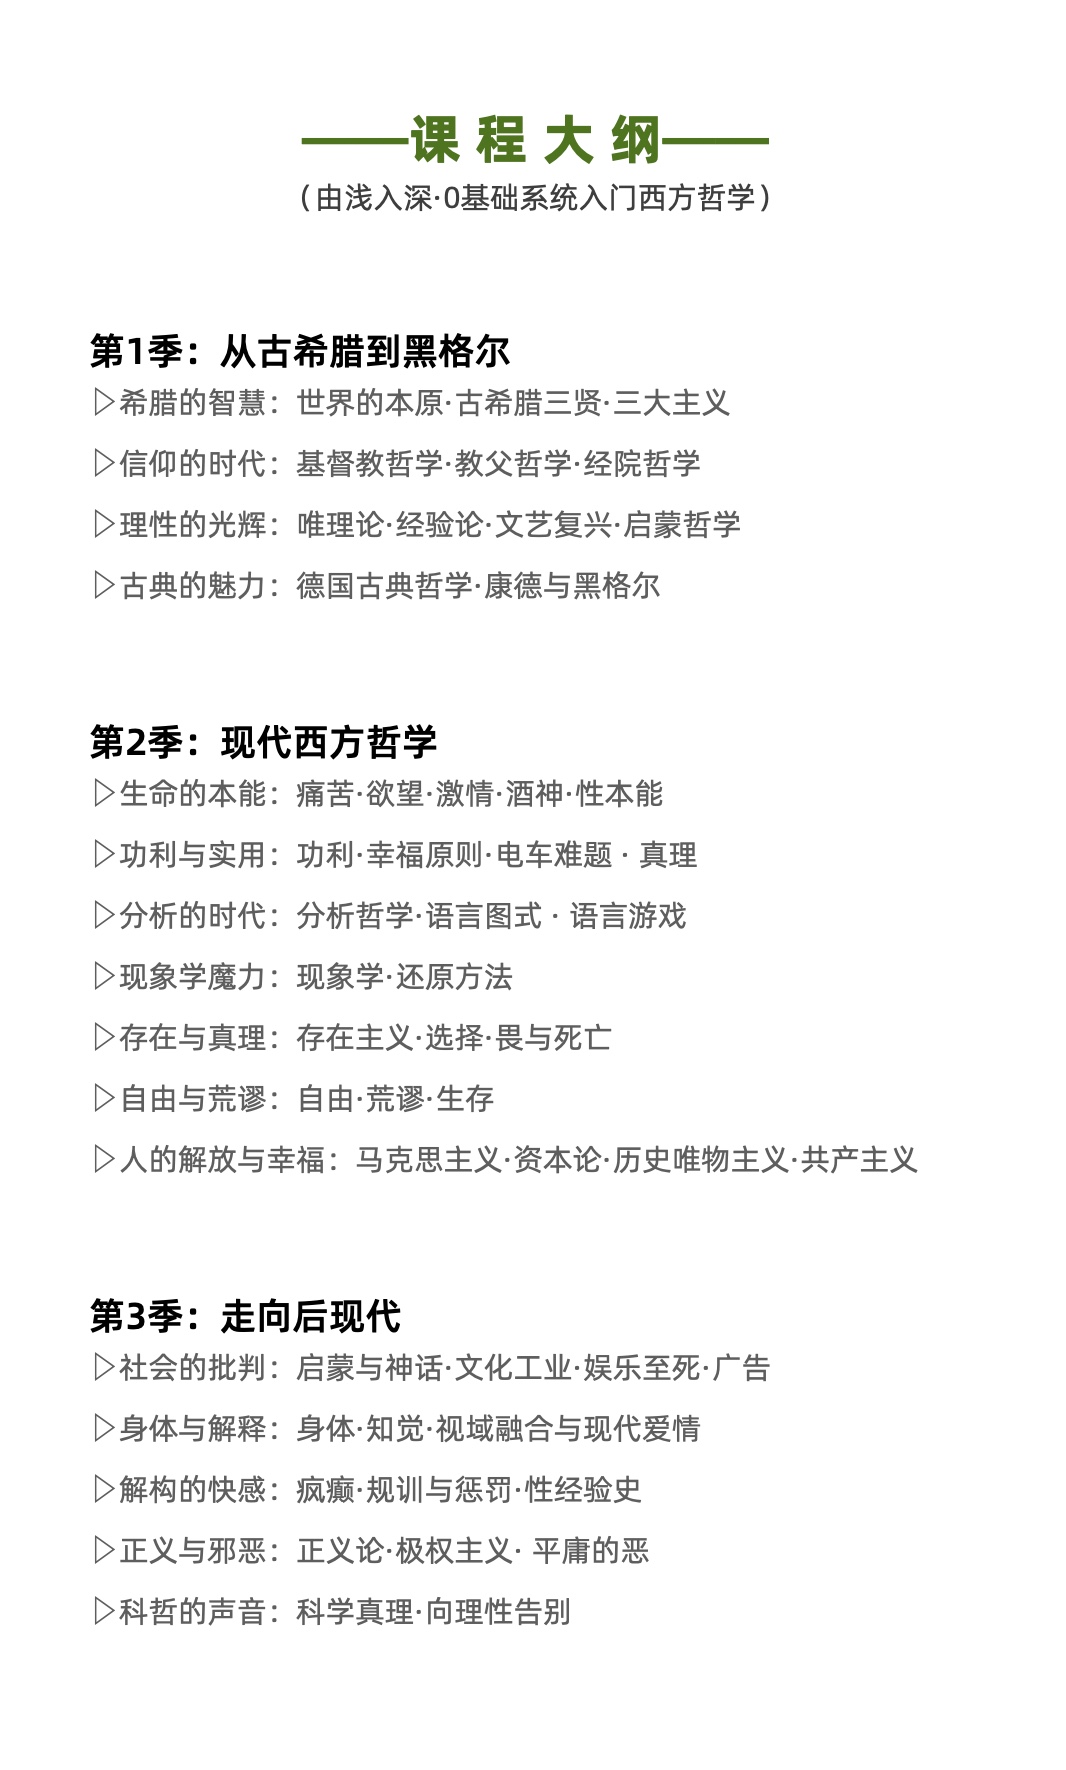 ——课程大纲——
（由浅入深·0基础系统入门西方哲学）
第1季：从古希腊到黑格尔
▷希腊的智慧：世界的本原·古希腊三贤·三大主义
▷信仰的时代：基督教哲学·教父哲学·经院哲学
▷理性的光辉：唯理论·经验论·文艺复兴·启蒙哲学
▷古典的魅力：德国古典哲学·康德与黑格尔
第2季：现代西方哲学
▷生命的本能：痛苦·欲望·激情·酒神·性本能
▷功利与实用：功利·幸福原则·电车难题 · 真理
▷分析的时代：分析哲学·语言图式 · 语言游戏
▷现象学魔力：现象学·还原方法
▷存在与真理：存在主义·选择·畏与死亡
▷自由与荒谬：自由·荒谬·生存
▷人的解放与幸福：马克思主义·资本论·历史唯物主义·共产主义
第3季：走向后现代
▷社会的批判：启蒙与神话·文化工业·娱乐至死·广告
▷身体与解释：身体·知觉·视域融合与现代爱情
▷解构的快感：疯癫·规训与惩罚·性经验史
▷正义与邪恶：正义论·极权主义· 平庸的恶
▷科哲的声音：科学真理·向理性告别